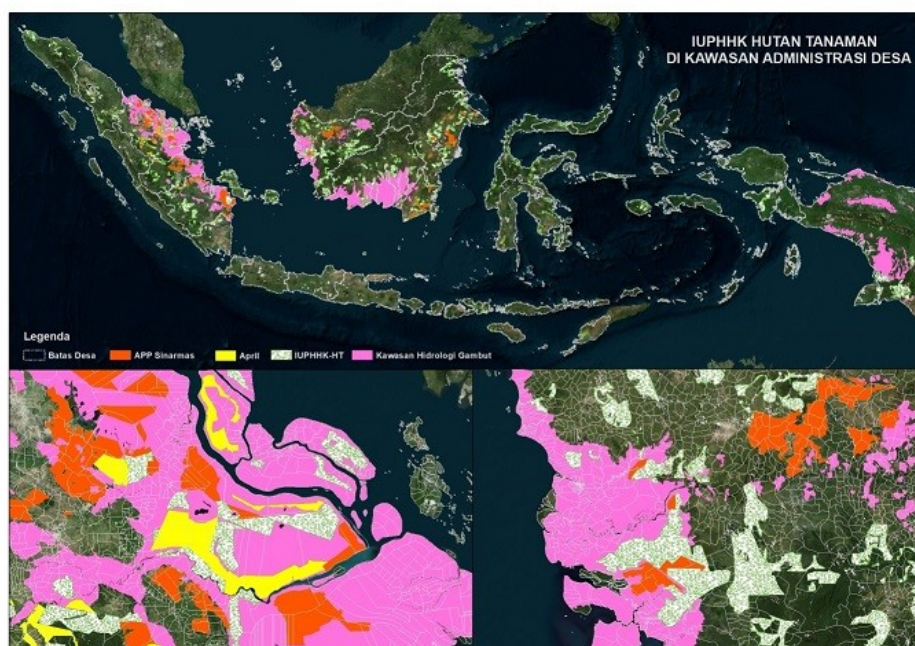 IUPHHK HUTAN TANAMAN
DI KAWASAN ADMINISTRASI DESA
Legenda
Batas Desa APP Sinarmas April IUPHHK-HT Kawasan Hidrologi Gambut